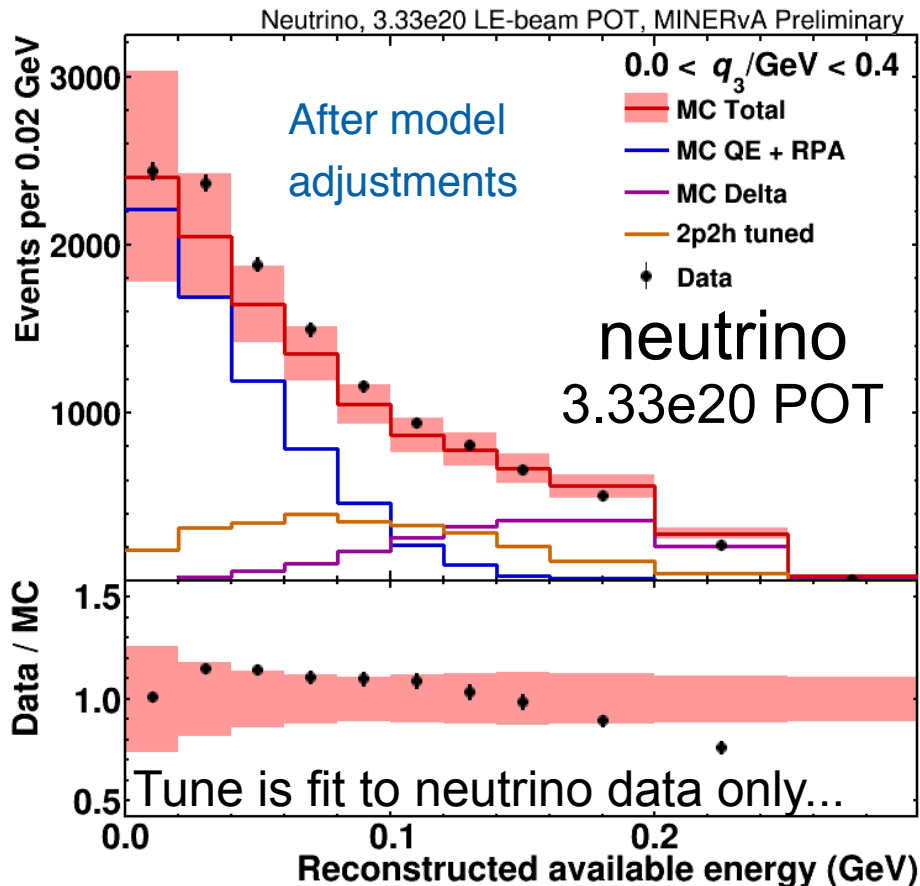 Neutrino, 3.33e20 LE-beam POT, MINERvA Preliminary
Events per 0.02 GeV
3000
2000
1000
After model
adjustments
0.0 < q₃/GeV < 0.4
MC Total
MC QE + RPA
MC Delta
2p2h tuned
Data
neutrino
3.33e20 POT
Data / MC
1.5
1.0
0.5
Tune is fit to neutrino data only...
0.0 0.1 0.2
Reconstructed available energy (GeV)